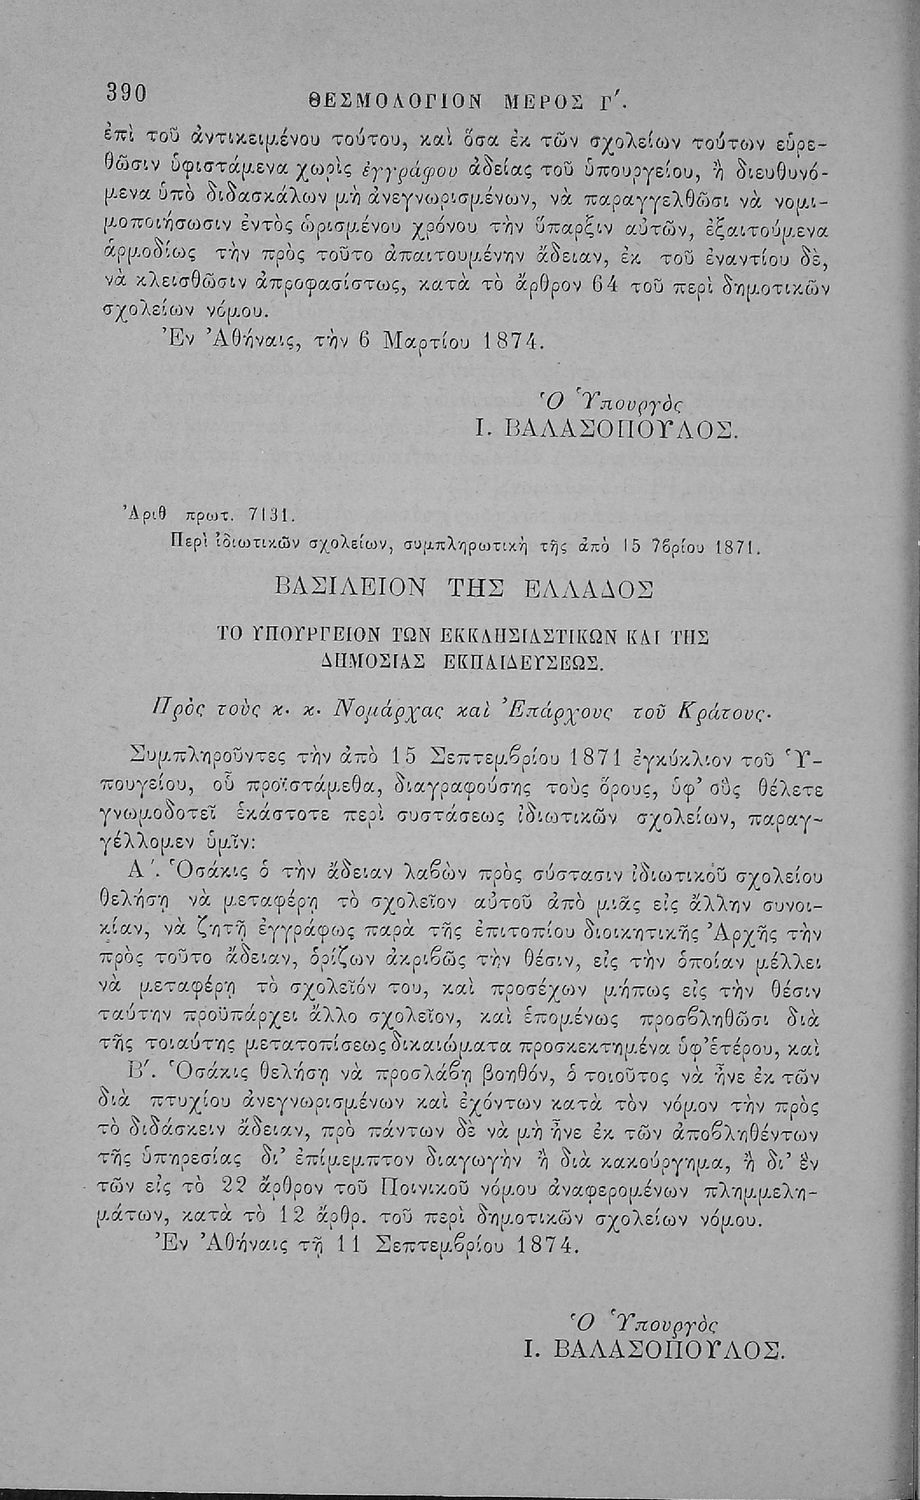 390
ΘΕΣΜΟΛΟΓΙΟΝ ΜΕΡΟΣ Γ΄.
ἐπὶ τοῦ ἀντικειμένου τούτου, καὶ ὅσα ἐκ τῶν σχολείων τούτων εὑρε-
θῶσιν ὑφιστάμενα χωρὶς ἐγγράφου ἀδείας τοῦ ὑπουργείου, ἢ διευθυνό-
μενα ὑπὸ διδασκάλων μὴ ἀνεγνωρισμένων, νὰ παραγγελθῶσι νὰ νομι-
μοποιήσωσιν ἐντὸς ὡρισμένου χρόνου τὴν ὕπαρξιν αὐτῶν, ἐξαιτούμενα
ἁρμοδίως τὴν πρὸς τοῦτο ἀπαιτουμένην ἄδειαν, ἐκ τοῦ ἐναντίου δὲ,
νὰ κλεισθῶσιν ἀπροφασίστως, κατὰ τὸ ἄρθρον 64 τοῦ περὶ δημοτικῶν
σχολείων νόμου.
Ἐν Ἀθήναις, τὴν 6 Μαρτίου 1874.
Ὁ Ὑπουργὸς
Ι. ΒΑΛΑΣΟΠΟΥΛΟΣ.
Ἀριθ πρωτ. 7131.
Περὶ ἰδιωτικῶν σχολείων, συμπληρωτικὴ τῆς ἀπὸ 15 7βρίου 1871.
ΒΑΣΙΛΕΙΟΝ ΤΗΣ ΕΛΛΑΔΟΣ
ΤΟ ΥΠΟΥΡΓΕΙΟΝ ΤΩΝ ΕΚΚΛΗΣΙΑΣΤΙΚΩΝ ΚΑΙ ΤΗΣ
ΔΗΜΟΣΙΑΣ ΕΚΠΑΙΔΕΥΣΕΩΣ.
Πρὸς τοὺς κ. κ. Νομάρχας καὶ Ἐπάρχους τοῦ Κράτους.
Συμπληροῦντες τὴν ἀπὸ 15 Σεπτεμβρίου 1871 ἐγκύκλιον τοῦ Ὑ-
πουγείου, οὗ προϊστάμεθα, διαγραφούσης τοὺς ὅρους, ὑφ’ οὓς θέλετε
γνωμοδοτεῖ ἑκάστοτε περὶ συστάσεως ἰδιωτικῶν σχολείων, παραγ-
γέλλομεν ὑμῖν:
Α΄. Ὁσάκις ὁ τὴν ἄδειαν λαβὼν πρὸς σύστασιν ἰδιωτικοῦ σχολείου
θελήσῃ νὰ μεταφέρῃ τὸ σχολεῖον αὐτοῦ ἀπὸ μιᾶς εἰς ἄλλην συνοι-
κίαν, νὰ ζητῇ ἐγγράφως παρὰ τῆς ἐπιτοπίου διοικητικῆς Ἀρχῆς τὴν
πρὸς τοῦτο ἄδειαν, ὁρίζων ἀκριβῶς τὴν θέσιν, εἰς τὴν ὁποίαν μέλλει
νὰ μεταφέρῃ τὸ σχολεῖόν του, καὶ προσέχων μήπως εἰς τὴν θέσιν
ταύτην προϋπάρχει ἄλλο σχολεῖον, καὶ ἑπομένως προσβληθῶσι διὰ
τῆς τοιαύτης μετατοπίσεως δικαιώματα προσκεκτημένα ὑφ’ἑτέρου, καὶ
Β΄. Ὁσάκις θελήσῃ νὰ προσλάβῃ βοηθόν, ὁ τοιοῦτος νὰ ἦνε ἐκ τῶν
διὰ πτυχίου ἀνεγνωρισμένων καὶ ἐχόντων κατὰ τὸν νόμον τὴν πρὸς
τὸ διδάσκειν ἄδειαν, πρὸ πάντων δὲ νὰ μὴ ἦνε ἐκ τῶν ἀποβληθέντων
τῆς ὑπηρεσίας δι’ ἐπίμεμπτον διαγωγὴν ἢ διὰ κακούργημα, ἢ δι’ ἓν
τῶν εἰς τὸ 22 ἄρθρον τοῦ Ποινικοῦ νόμου ἀναφερομένων πλημμελη-
μάτων, κατὰ τὸ 12 ἄρθρ. τοῦ περὶ δημοτικῶν σχολείων νόμου.
Ἐν Ἀθήναις τῇ 11 Σεπτεμβρίου 1874.
Ὁ Ὑπουργὸς
Ι. ΒΑΛΑΣΟΠΟΥΛΟΣ.